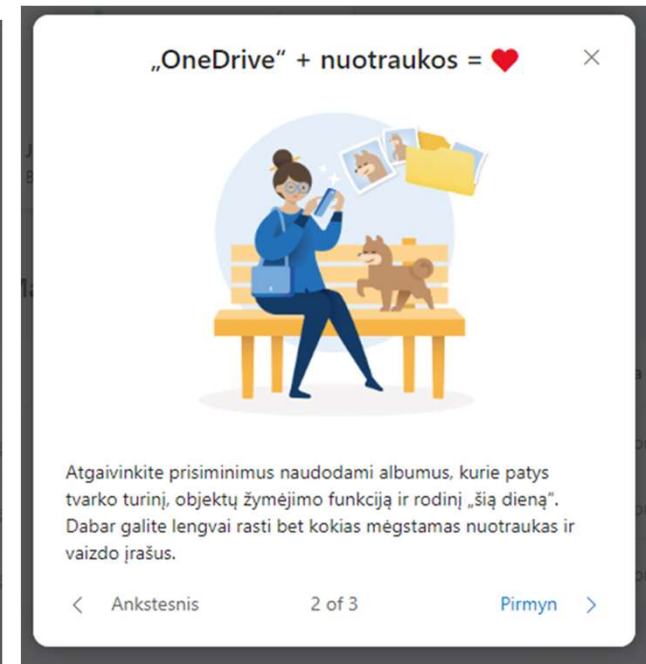 „OneDrive“ + nuotraukos = ❤
Atgaivinkite prisiminimus naudodami albumus, kurie patys
tvarko turinį, objektų žymėjimo funkciją ir rodinį „šią dieną“.
Dabar galite lengvai rasti bet kokias mėgstamas nuotraukas ir
vaizdo įrašus.
Ankstesnis 2 of 3 Pirmyn